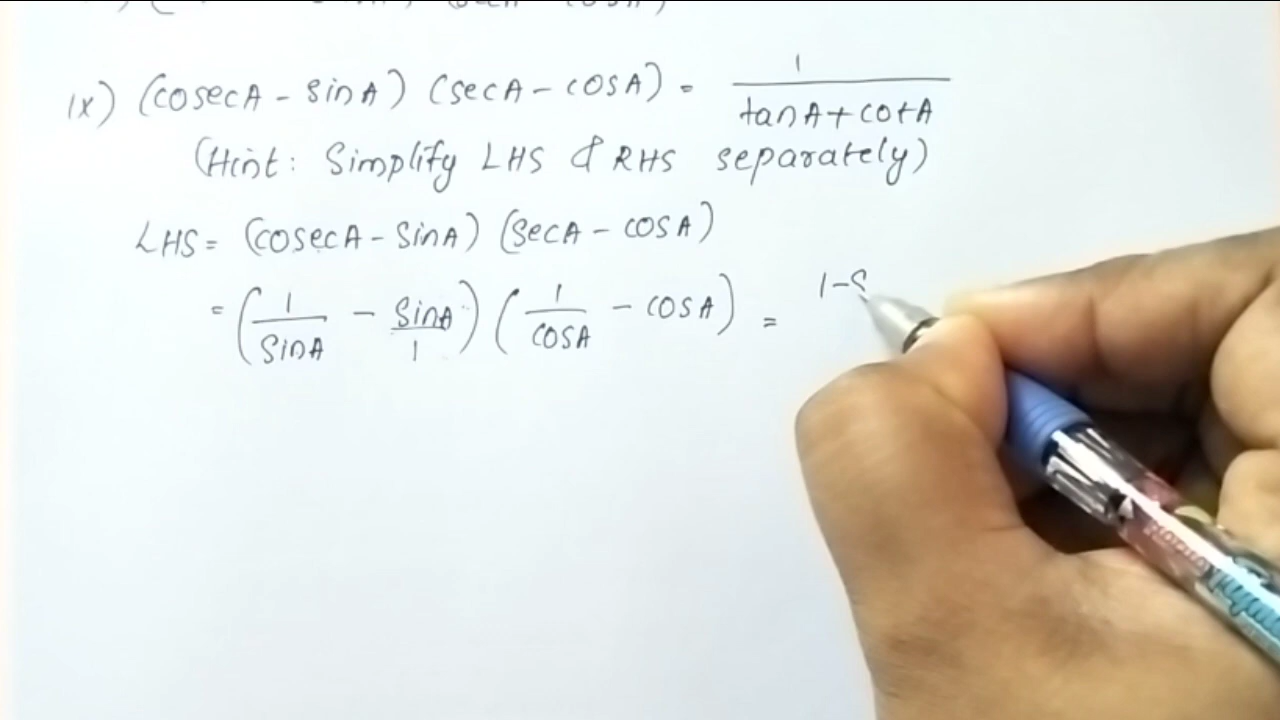 ix) (cosecA - sinA) (secA - cosA) = 1 / tanA + cotA
(Hint: Simplify LHS & RHS separately)
LHS = (cosecA - sinA) (secA - cosA)
= (1/sinA - sinA/1) (1/cosA - cosA) = 1-s